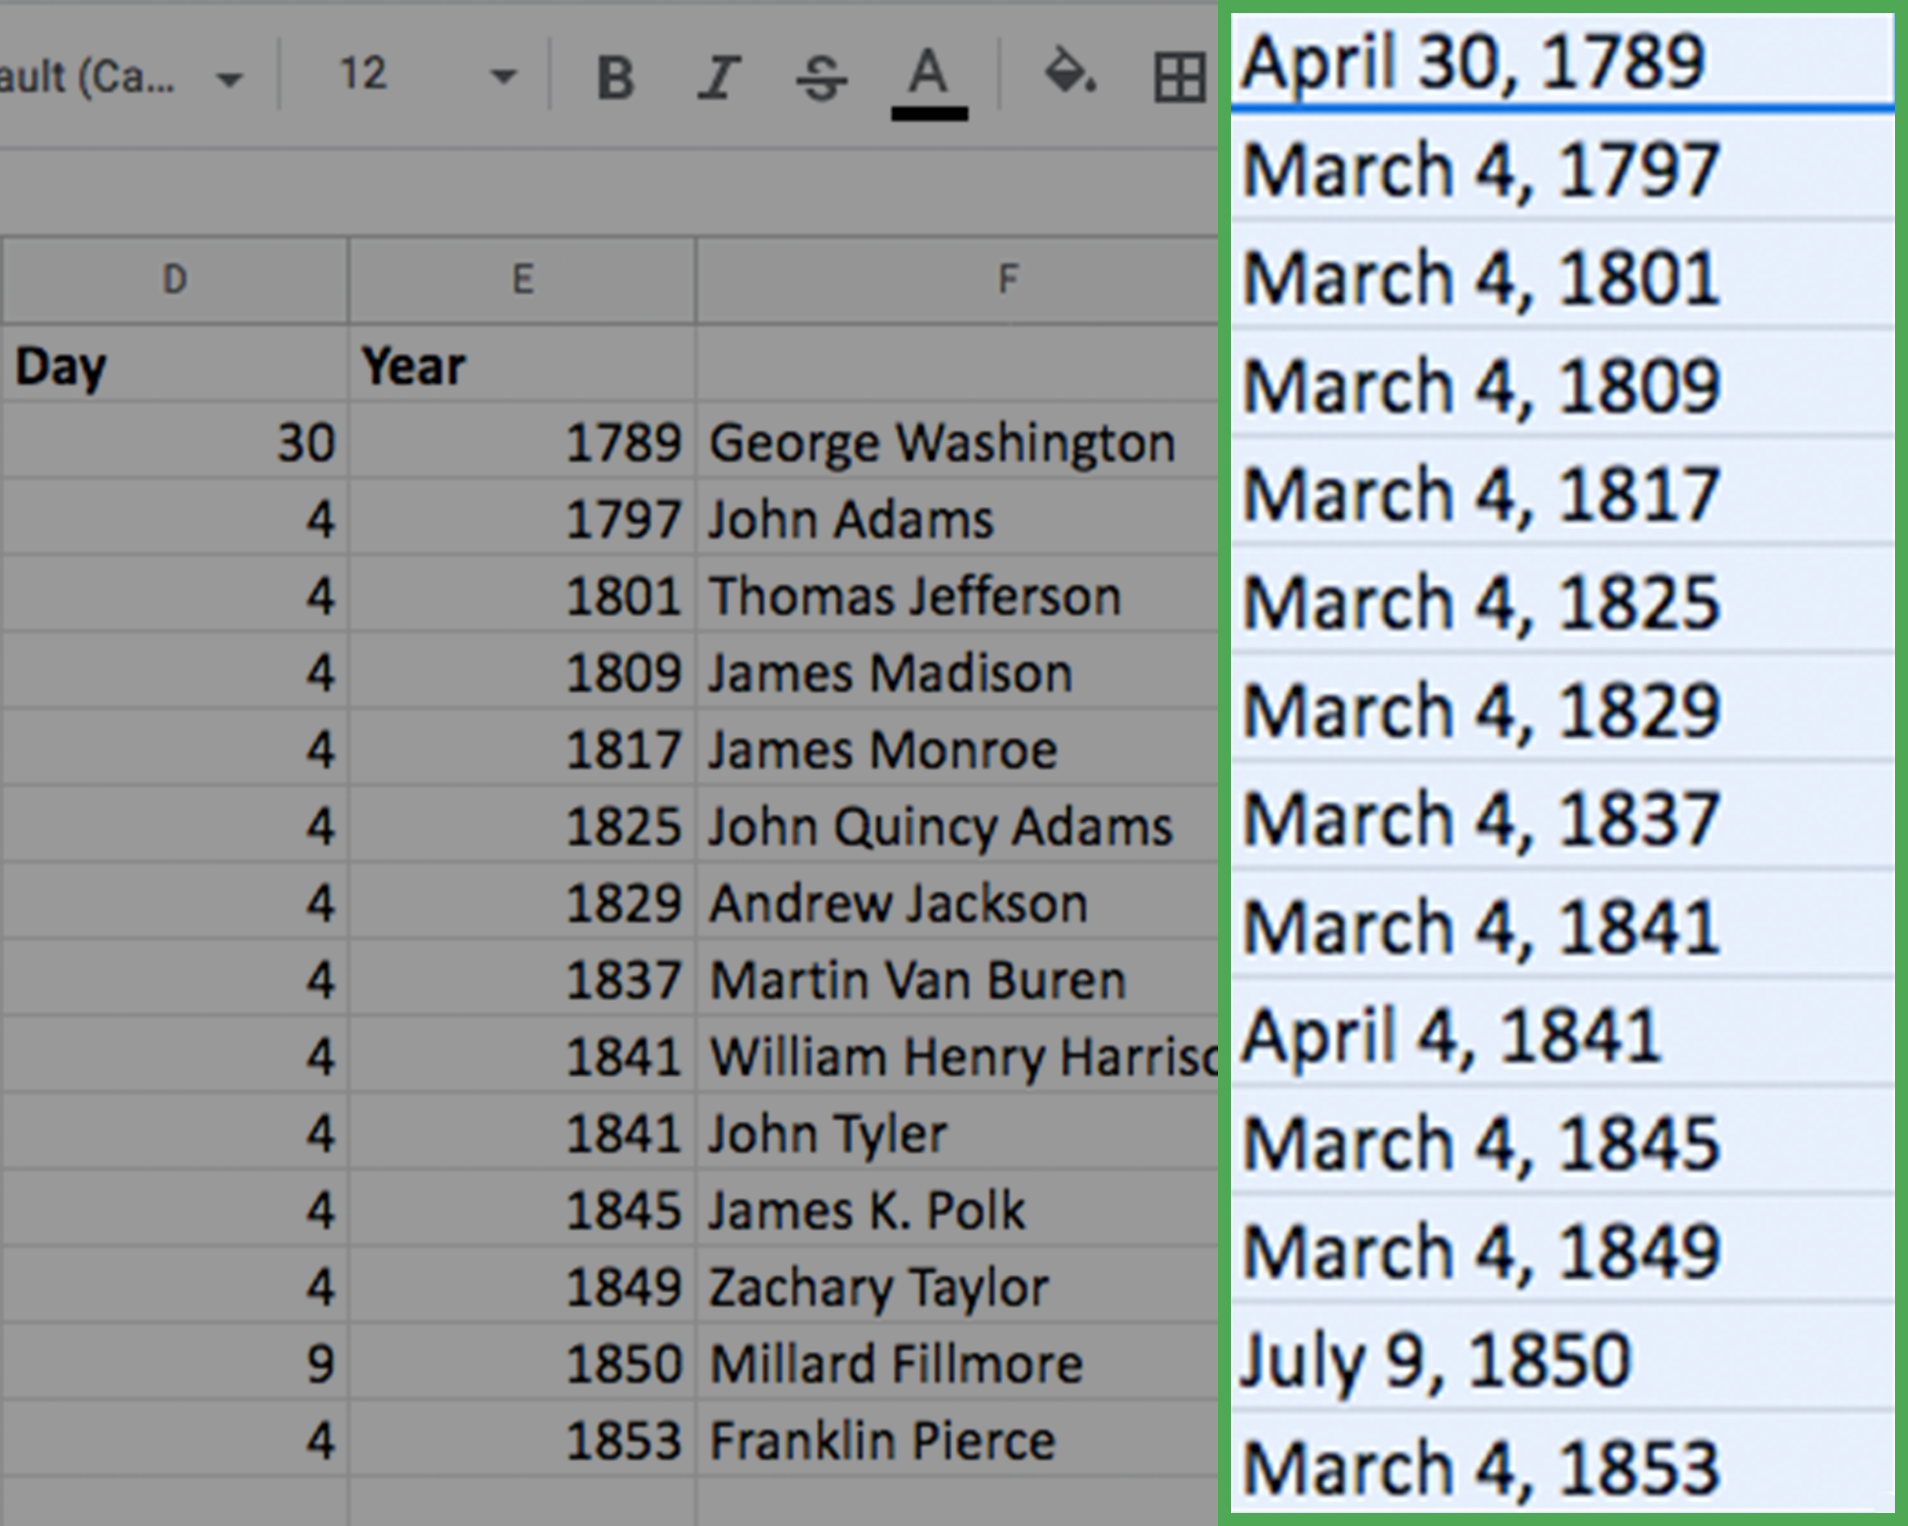 ault (Ca... 12 B I S A
D E F
Day Year
30 1789 George Washington
4 1797 John Adams
4 1801 Thomas Jefferson
4 1809 James Madison
4 1817 James Monroe
4 1825 John Quincy Adams
4 1829 Andrew Jackson
4 1837 Martin Van Buren
4 1841 William Henry Harriso
4 1841 John Tyler
4 1845 James K. Polk
4 1849 Zachary Taylor
9 1850 Millard Fillmore
4 1853 Franklin Pierce
April 30, 1789
March 4, 1797
March 4, 1801
March 4, 1809
March 4, 1817
March 4, 1825
March 4, 1829
March 4, 1837
March 4, 1841
April 4, 1841
March 4, 1845
March 4, 1849
July 9, 1850
March 4, 1853